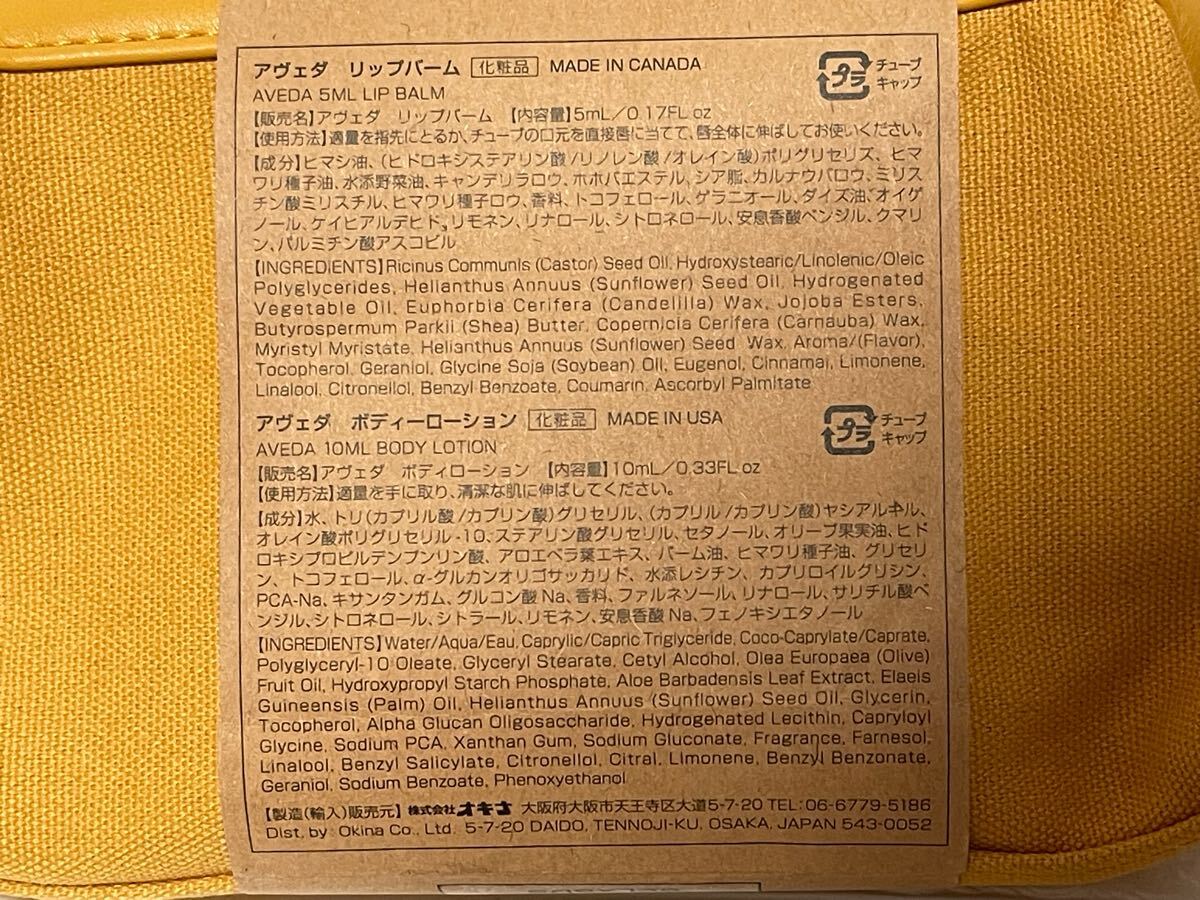 アヴェダ リップバーム 化粧品 MADE IN CANADA
プラ チューブ
キャップ
AVEDA 5ML LIP BALM
【販売名】アヴェダ リップバーム 【内容量】5mL/0.17FL oz
【使用方法】適量を指先にとるか、チューブの口元を直接唇に当てて、唇全体に伸ばしてお使いください。
【成分】ヒマシ油、(ヒドロキシステアリン酸/リノレン酸/オレイン酸)ポリグリセリズ、ヒマ
ワリ種子油、水添野菜油、キャンデリラロウ、ホホバエステル、シア脂、カルナウバロウ、ミリス
チン酸ミリスチル、ヒマワリ種子ロウ、香料、トコフェロール、ゲラニオール、ダイズ油、オイゲ
ノール、ケイヒアルデヒド、リモネン、リナロール、シトロネロール、安息香酸ベンジル、クマリ
ン、パルミチン酸アスコビル
【INGREDIENTS】Ricinus Communis (Castor) Seed Oil, Hydroxystearic/Linolenic/Oleic
Polyglycerides, Helianthus Annuus (Sunflower) Seed Oil, Hydrogenated
Vegetable Oil, Euphorbia Cerifera (Candelilla) Wax, Jojoba Esters,
Butyrospermum Parkii (Shea) Butter, Copernicia Cerifera (Carnauba) Wax,
Myristyl Myristate, Helianthus Annuus (Sunflower) Seed Wax, Aroma/(Flavor),
Tocopherol, Geraniol, Glycine Soja (Soybean) Oil, Eugenol, Cinnamal, Limonene,
Linalool, Citronellol, Benzyl Benzoate, Coumarin, Ascorbyl Palmitate
アヴェダ ボディーローション 化粧品 MADE IN USA
プラ チューブ
キャップ
AVEDA 10ML BODY LOTION
【販売名】アヴェダ ボディローション 【内容量】10mL/0.33FL oz
【使用方法】適量を手に取り、清潔な肌に伸ばしてください。
【成分】水、トリ(カプリル酸/カプリン酸)グリセリル、(カプリル/カプリン酸)ヤシアルキル、
オレイン酸ポリグリセリル-10、ステアリン酸グリセリル、セタノール、オリーブ果実油、ヒド
ロキシプロピルデンプンリン酸、アロエベラ葉エキス、パーム油、ヒマワリ種子油、グリセリ
ン、トコフェロール、α-グルカンオリゴサッカリド、水添レシチン、カプリロイルグリシン、
PCA-Na、キサンタンガム、グルコン酸Na、香料、ファルネソール、リナロール、サリチル酸ベ
ンジル、シトロネロール、シトラール、リモネン、安息香酸Na、フェノキシエタノール
【INGREDIENTS】Water/Aqua/Eau, Caprylic/Capric Triglyceride, Coco-Caprylate/Caprate,
Polyglyceryl-10 Oleate, Glyceryl Stearate, Cetyl Alcohol, Olea Europaea (Olive)
Fruit Oil, Hydroxypropyl Starch Phosphate, Aloe Barbadensis Leaf Extract, Elaeis
Guineensis (Palm) Oil, Helianthus Annuus (Sunflower) Seed Oil, Glycerin,
Tocopherol, Alpha Glucan Oligosaccharide, Hydrogenated Lecithin, Capryloyl
Glycine, Sodium PCA, Xanthan Gum, Sodium Gluconate, Fragrance, Farnesol,
Linalool, Benzyl Salicylate, Citronellol, Citral, Limonene, Benzyl Benzonate,
Geraniol, Sodium Benzoate, Phenoxyethanol
【製造(輸入)販売元】 株式会社オキナ 大阪府大阪市天王寺区大道5-7-20 TEL:06-6779-5186
Dist. by: Okina Co., Ltd. 5-7-20 DAIDO, TENNOJI-KU, OSAKA, JAPAN 543-0052